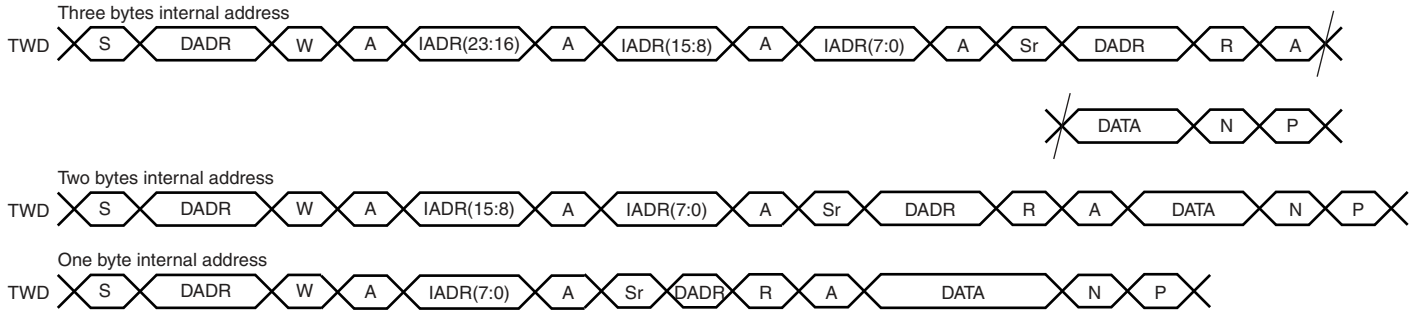 Three bytes internal address
TWD S DADR W A IADR(23:16) A IADR(15:8) A IADR(7:0) A Sr DADR R A
DATA N P
Two bytes internal address
TWD S DADR W A IADR(15:8) A IADR(7:0) A Sr DADR R A DATA N P
One byte internal address
TWD S DADR W A IADR(7:0) A Sr DADR R A DATA N P